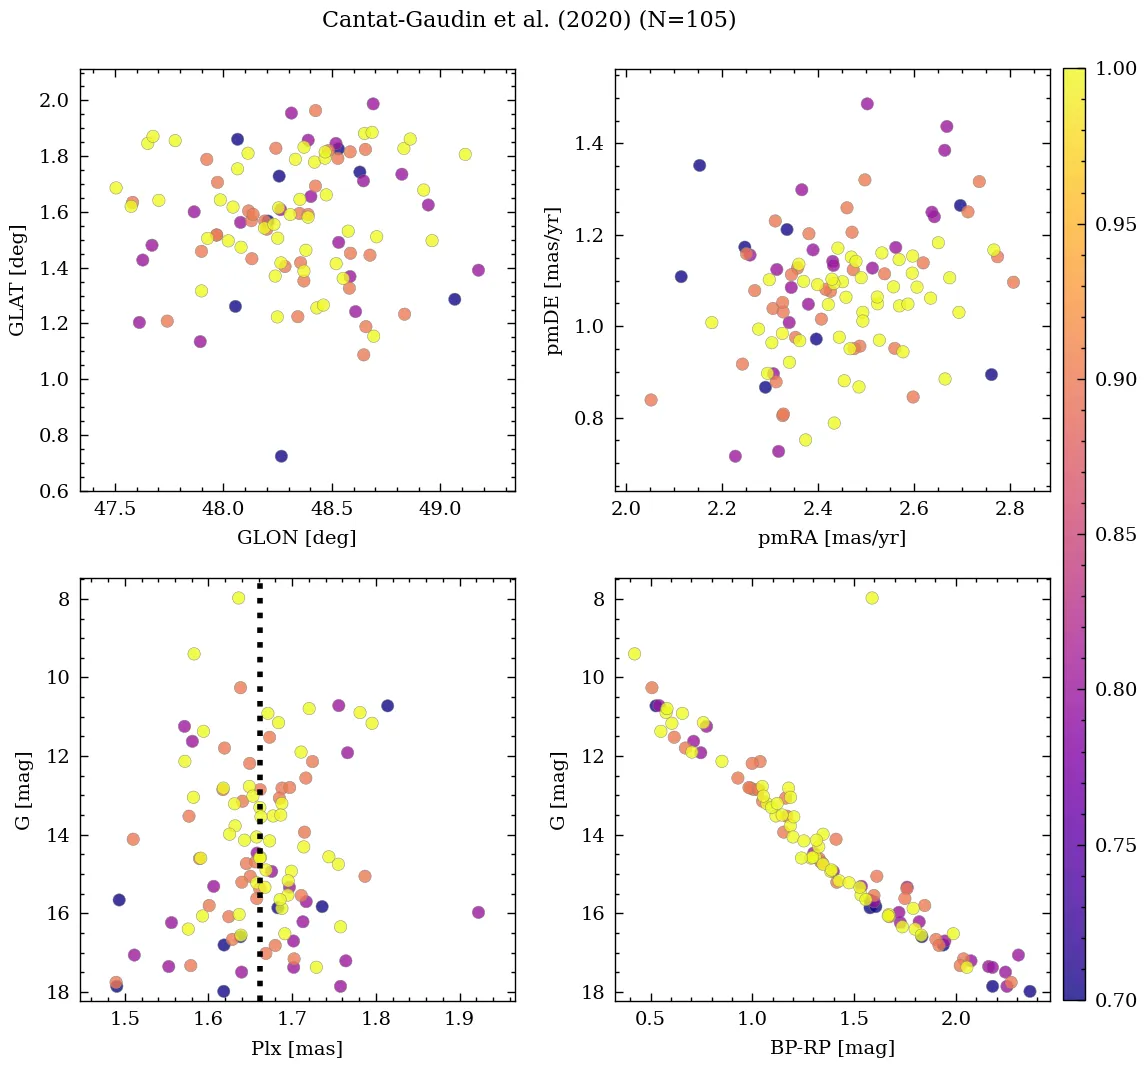 Cantat-Gaudin et al. (2020) (N=105)
2.0
1.8
1.6
1.4
1.2
1.0
0.8
0.6
GLAT [deg]
47.5 48.0 48.5 49.0
GLON [deg]
1.4
1.2
1.0
0.8
pmDE [mas/yr]
2.0 2.2 2.4 2.6 2.8
pmRA [mas/yr]
8
10
12
14
16
18
G [mag]
1.5 1.6 1.7 1.8 1.9
Plx [mas]
8
10
12
14
16
18
G [mag]
0.5 1.0 1.5 2.0
BP-RP [mag]
1.00
0.95
0.90
0.85
0.80
0.75
0.70